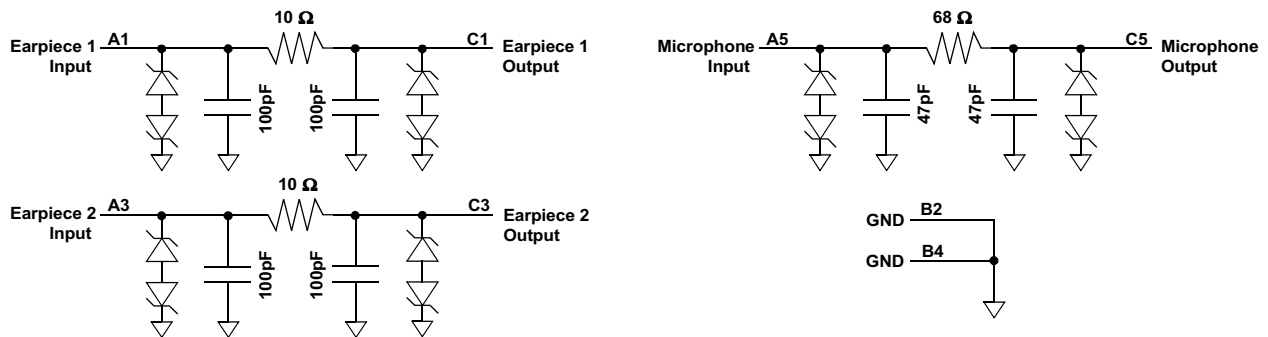 10 Ω
Earpiece 1
Input
A1
C1
Earpiece 1
Output
100pF
100pF
68 Ω
Microphone
Input
A5
C5
Microphone
Output
47pF
47pF
10 Ω
Earpiece 2
Input
A3
C3
Earpiece 2
Output
100pF
100pF
GND
B2
GND
B4